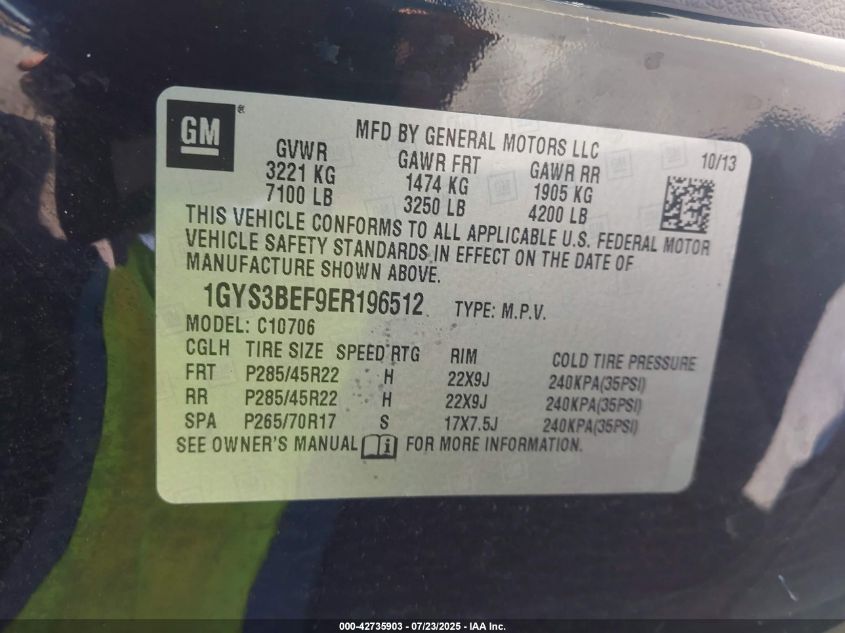 GM
MFD BY GENERAL MOTORS LLC
10/13
GVWR GAWR FRT GAWR RR
3221 KG 1474 KG 1905 KG
7100 LB 3250 LB 4200 LB
THIS VEHICLE CONFORMS TO ALL APPLICABLE U.S. FEDERAL MOTOR
VEHICLE SAFETY STANDARDS IN EFFECT ON THE DATE OF
MANUFACTURE SHOWN ABOVE.
1GYS3BEF9ER196512 TYPE: M.P.V.
MODEL: C10706
CGLH TIRE SIZE SPEED RTG RIM COLD TIRE PRESSURE
FRT P285/45R22 H 22X9J 240KPA(35PSI)
RR P285/45R22 H 22X9J 240KPA(35PSI)
SPA P265/70R17 S 17X7.5J 240KPA(35PSI)
SEE OWNER'S MANUAL i FOR MORE INFORMATION.
000-42735903 - 07/23/2025 - IAA Inc.